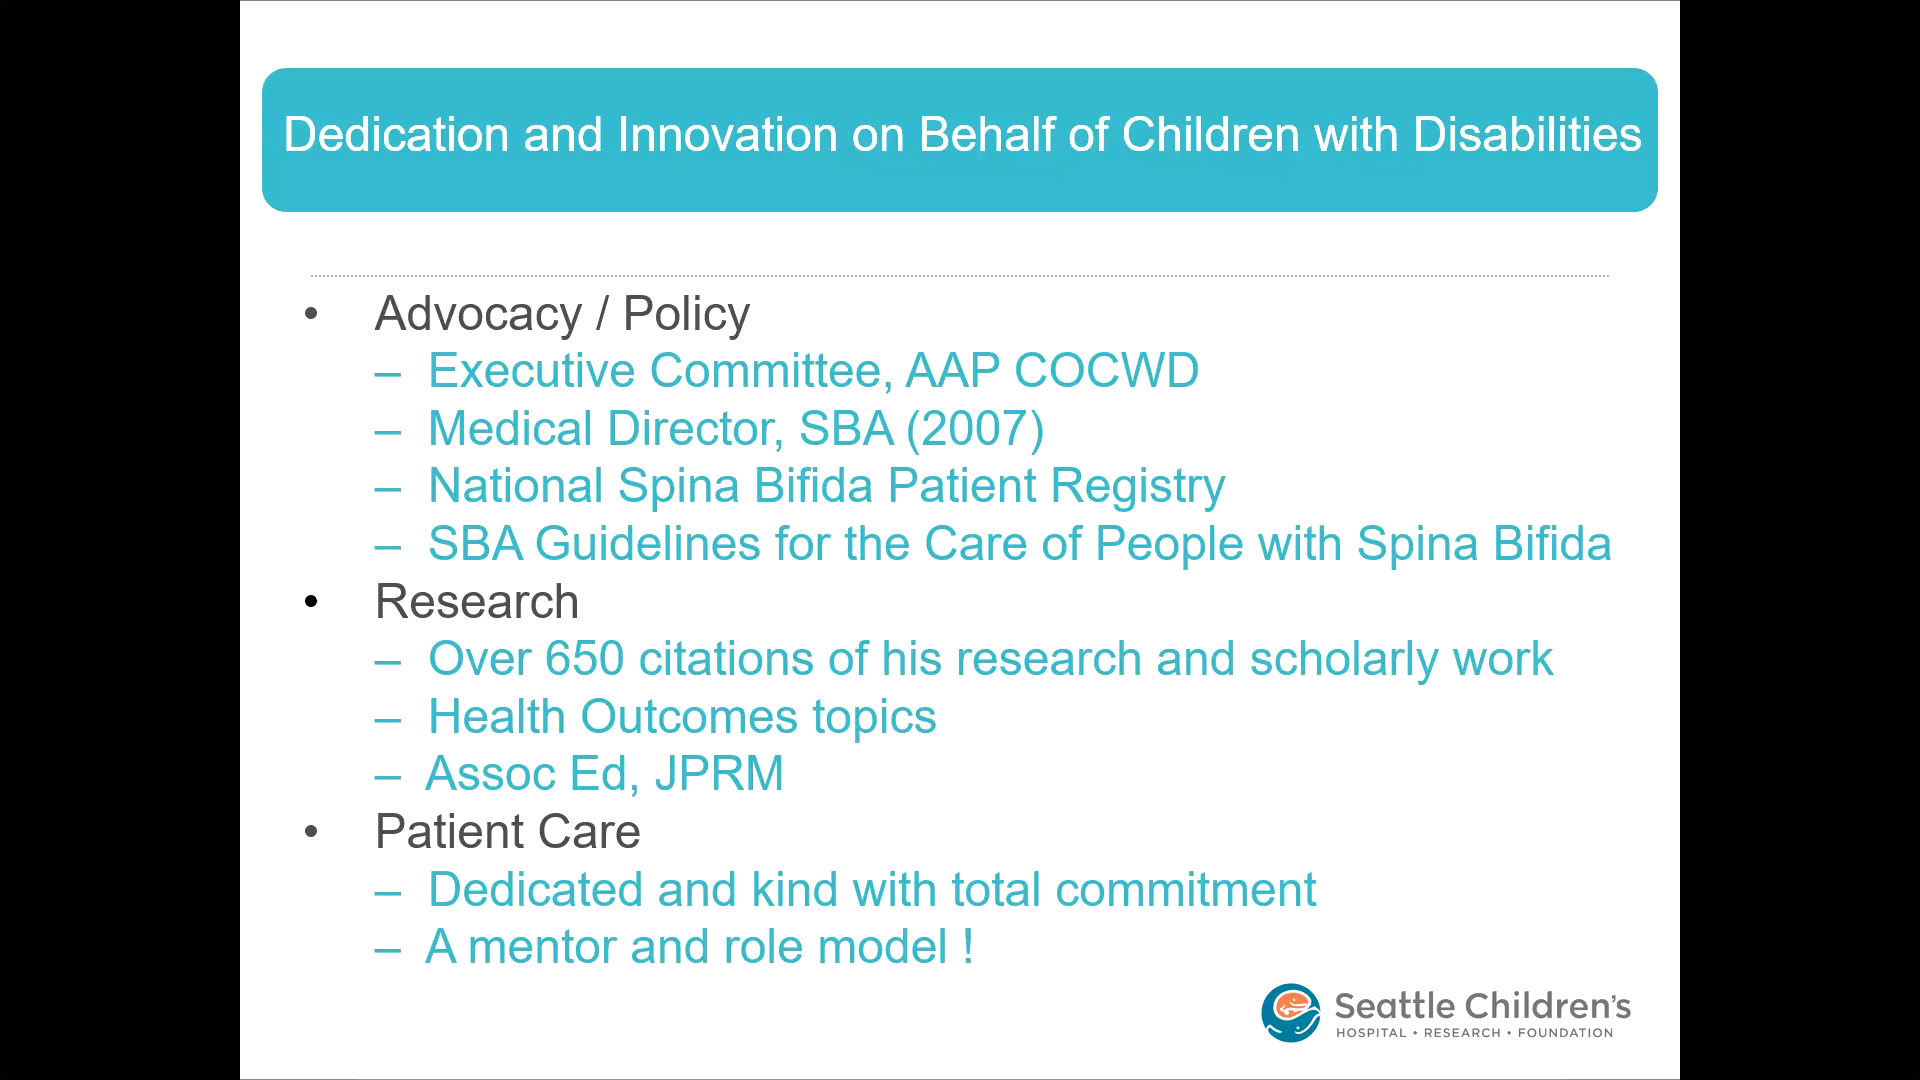 Dedication and Innovation on Behalf of Children with Disabilities
• Advocacy / Policy
– Executive Committee, AAP COCWD
– Medical Director, SBA (2007)
– National Spina Bifida Patient Registry
– SBA Guidelines for the Care of People with Spina Bifida
• Research
– Over 650 citations of his research and scholarly work
– Health Outcomes topics
– Assoc Ed, JPRM
• Patient Care
– Dedicated and kind with total commitment
– A mentor and role model !
Seattle Children's
HOSPITAL • RESEARCH • FOUNDATION